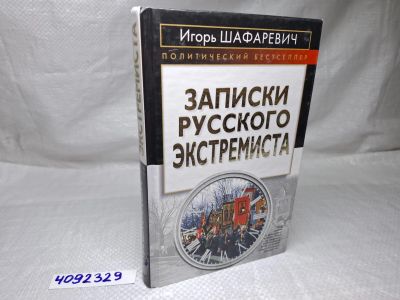 Игорь ШАФАРЕВИЧ
ПОЛИТИЧЕСКИЙ БЕСТСЕЛЛЕР
ЗАПИСКИ
РУССКОГО
ЭКСТРЕМИСТА
ЭКСТРЕМИСТА
4092329